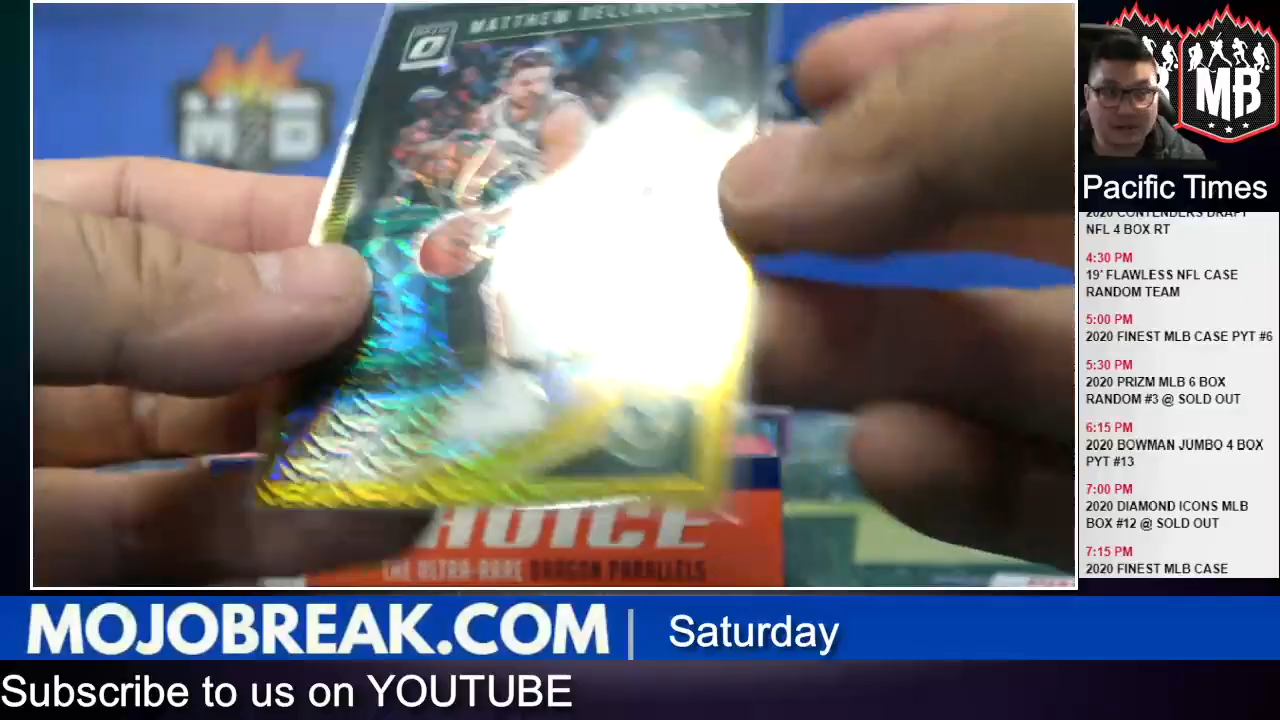 MATTHEW
MB
Pacific Times
2020 CONTENDERS DRAFT
NFL 4 BOX RT
4:30 PM
19' FLAWLESS NFL CASE
RANDOM TEAM
5:00 PM
2020 FINEST MLB CASE PYT #6
5:30 PM
2020 PRIZM MLB 6 BOX
RANDOM #3 @ SOLD OUT
6:15 PM
2020 BOWMAN JUMBO 4 BOX
PYT #13
7:00 PM
2020 DIAMOND ICONS MLB
BOX #12 @ SOLD OUT
7:15 PM
2020 FINEST MLB CASE
THE ULTRA-RARE DRAGON PARALLELS
MOJOBREAK.COM | Saturday
Subscribe to us on YOUTUBE